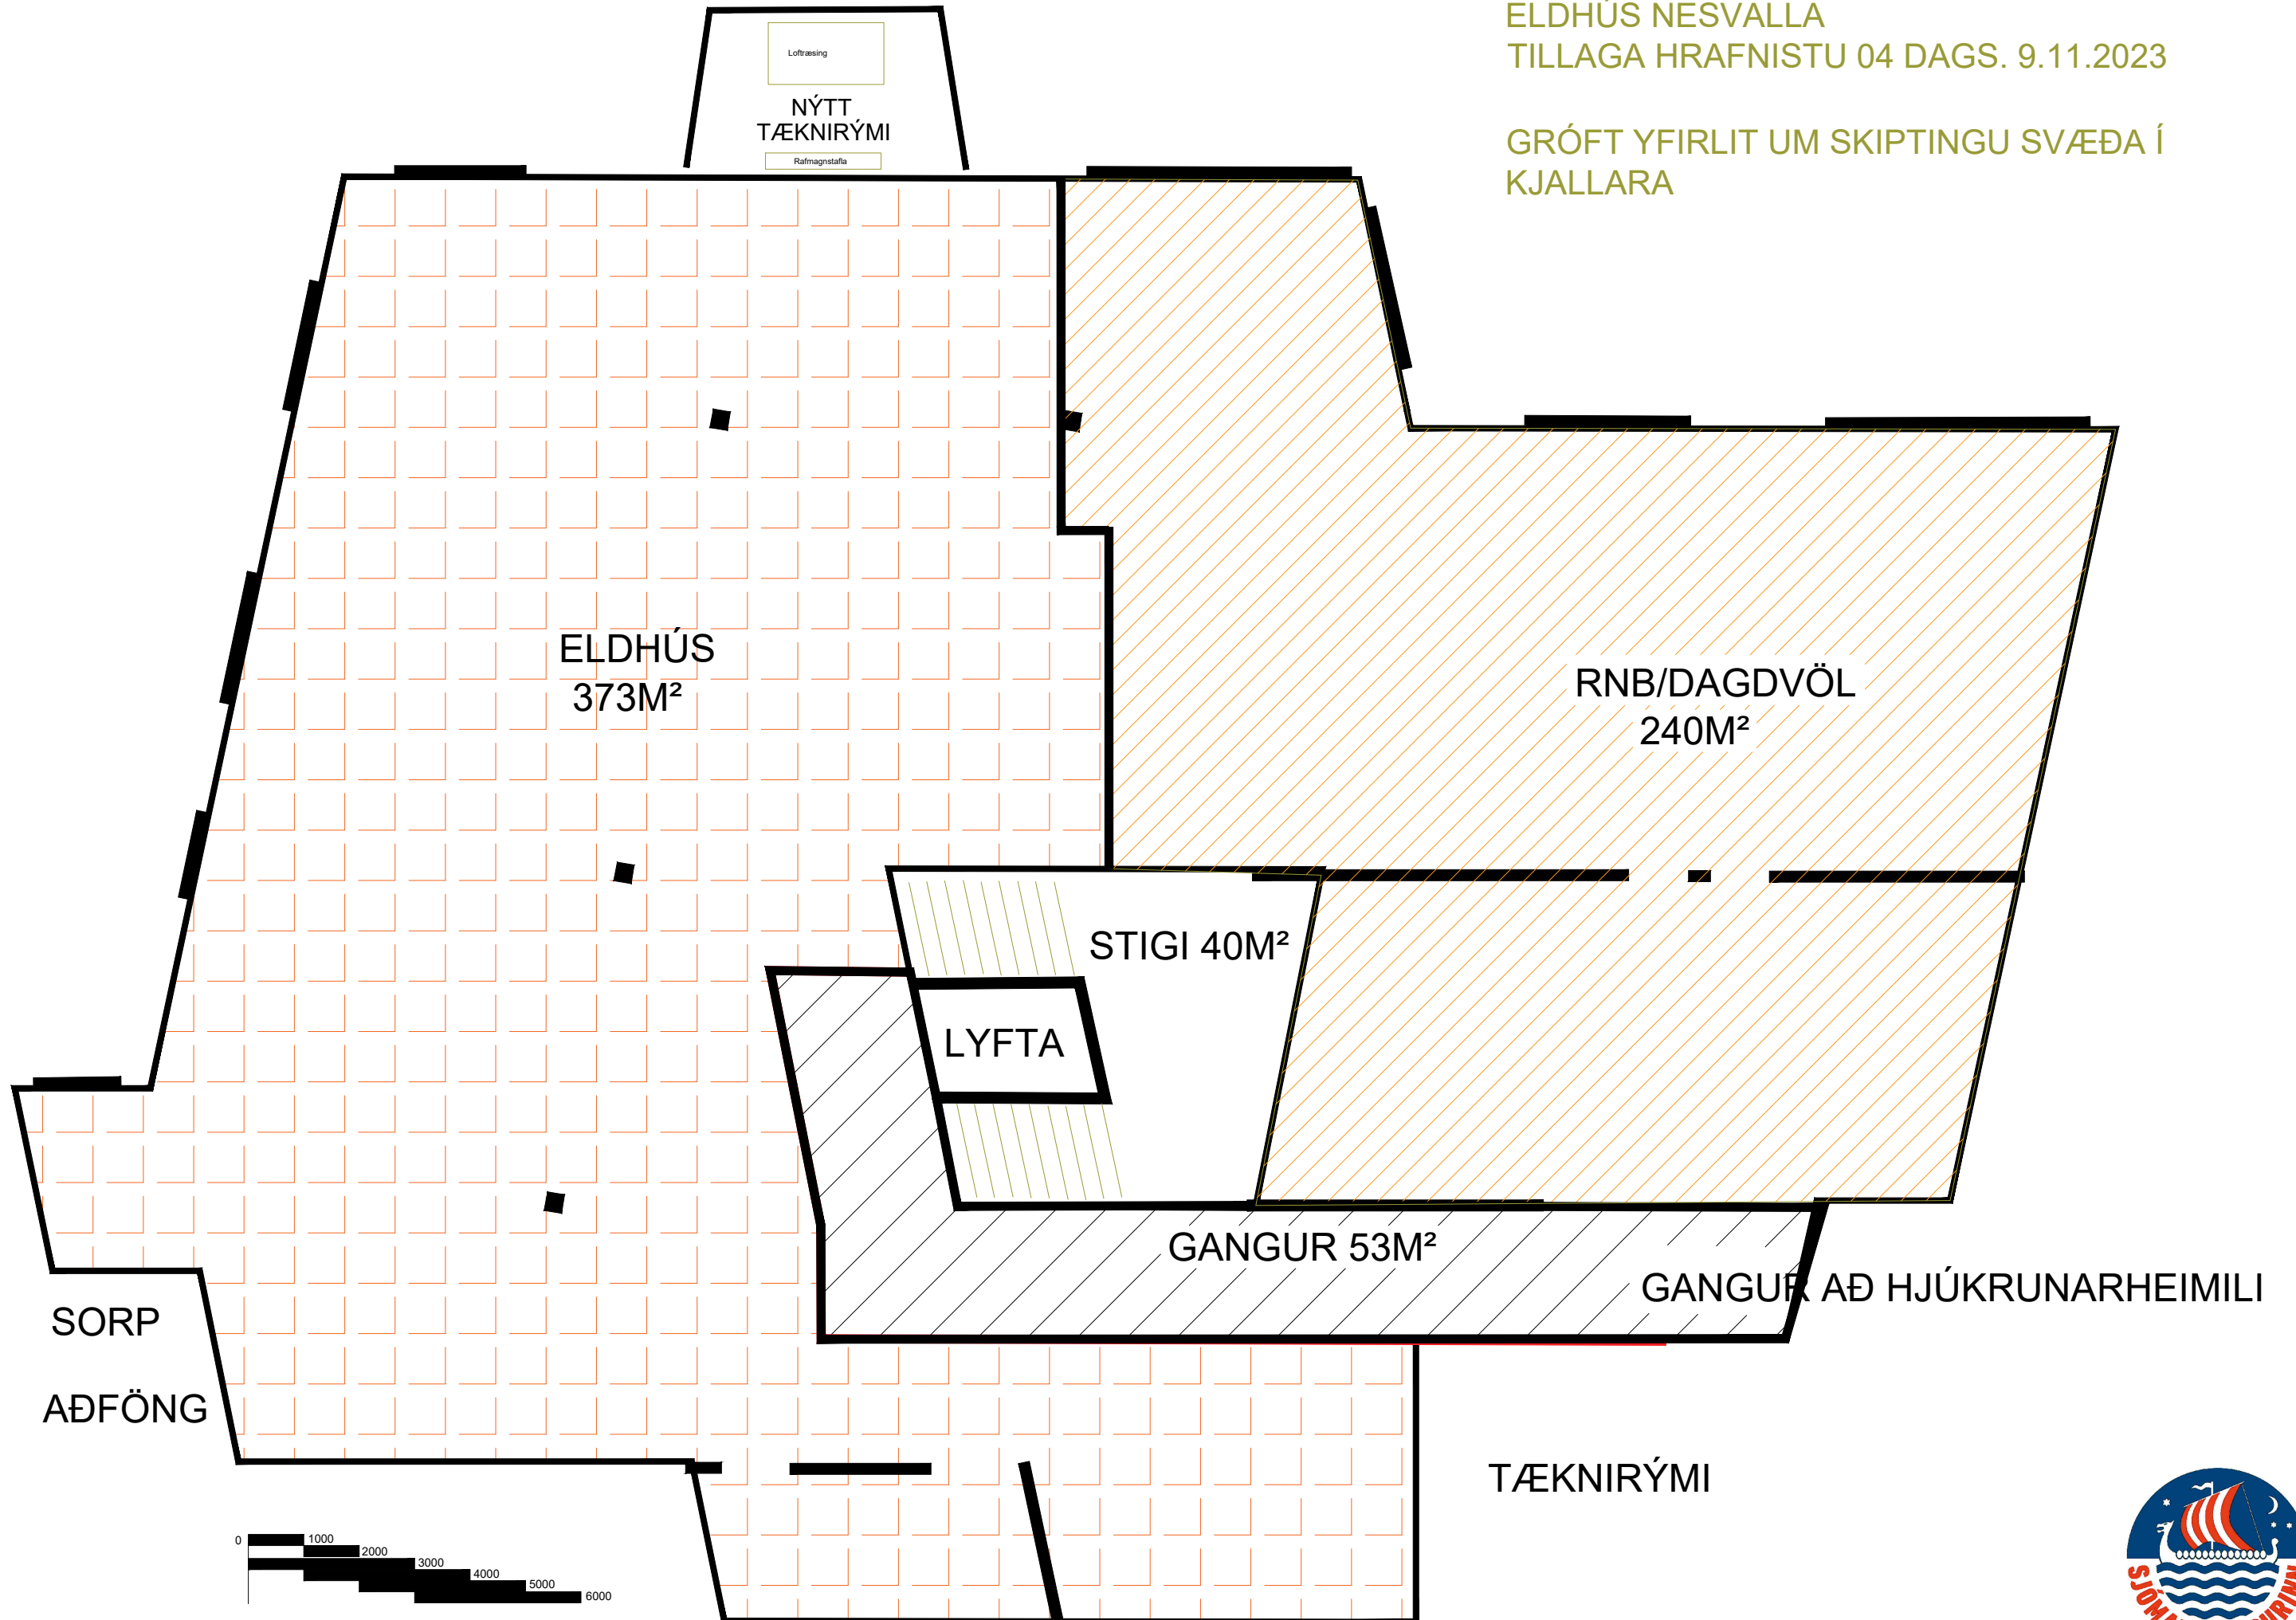 ELDHÚS NESVALLA
TILLAGA HRAFNISTU 04 DAGS. 9.11.2023
GRÓFT YFIRLIT UM SKIPTINGU SVÆÐA Í
KJALLARA
Loftræsing
NÝTT
TÆKNIRÝMI
Rafmagnstafla
ELDHÚS
373M²
RNB/DAGDVÖL
240M²
STIGI 40M²
LYFTA
GANGUR 53M²
GANGUR AÐ HJÚKRUNARHEIMILI
SORP
AÐFÖNG
TÆKNIRÝMI
0
1000
2000
3000
4000
5000
6000